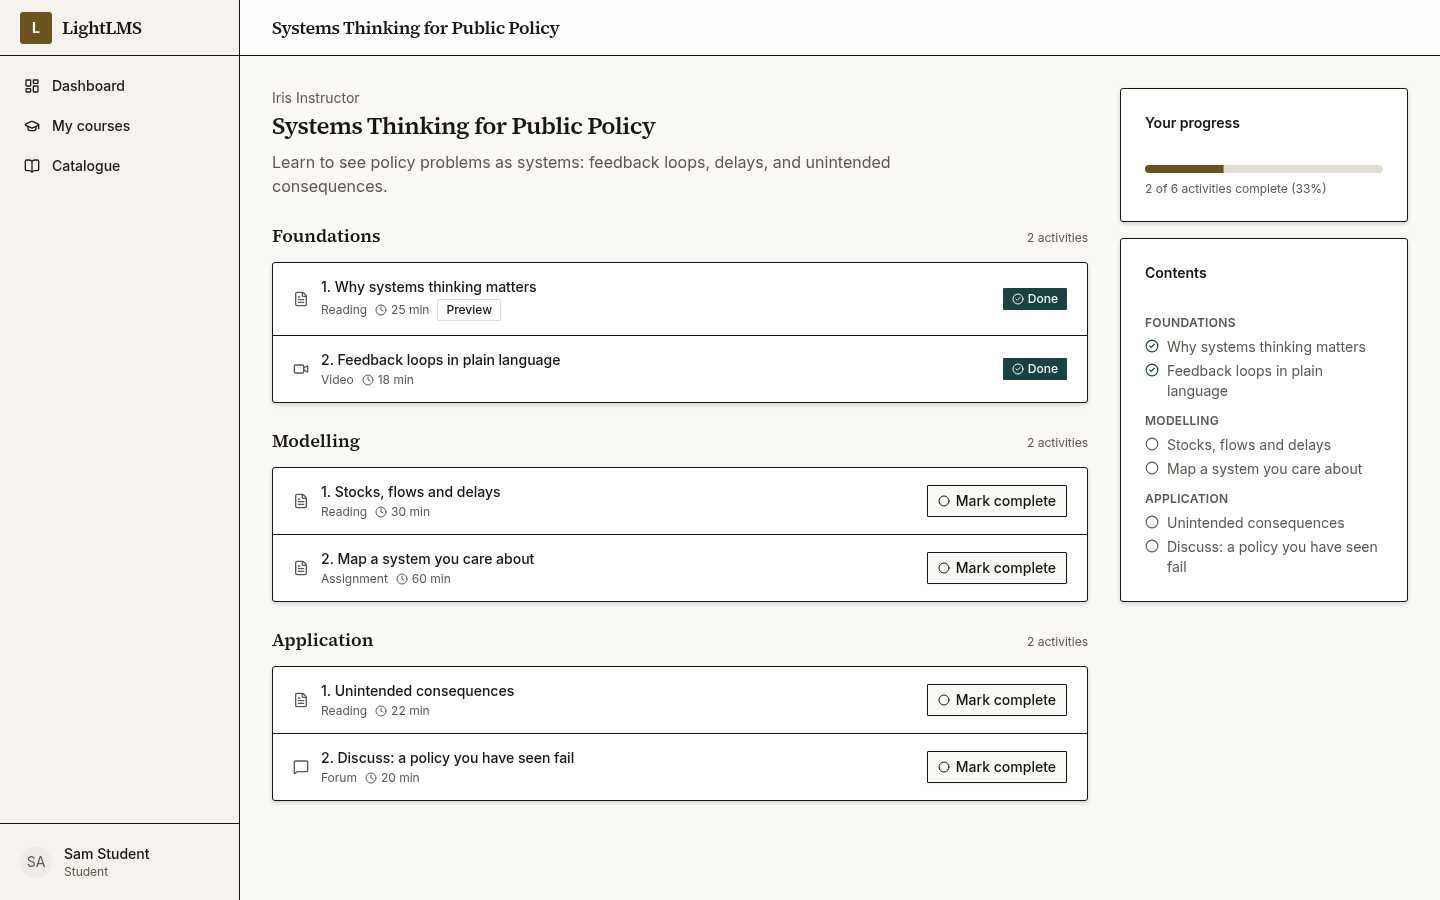 L LightLMS
Dashboard
My courses
Catalogue
Sam Student
SA
Student
Systems Thinking for Public Policy
Iris Instructor
Systems Thinking for Public Policy
Learn to see policy problems as systems: feedback loops, delays, and unintended
consequences.
Foundations 2 activities
1. Why systems thinking matters
Reading 25 min Preview
Done
2. Feedback loops in plain language
Video 18 min
Done
Modelling 2 activities
1. Stocks, flows and delays
Reading 30 min
Mark complete
2. Map a system you care about
Assignment 60 min
Mark complete
Application 2 activities
1. Unintended consequences
Reading 22 min
Mark complete
2. Discuss: a policy you have seen fail
Forum 20 min
Mark complete
Your progress
2 of 6 activities complete (33%)
Contents
FOUNDATIONS
Why systems thinking matters
Feedback loops in plain
language
MODELLING
Stocks, flows and delays
Map a system you care about
APPLICATION
Unintended consequences
Discuss: a policy you have seen
fail